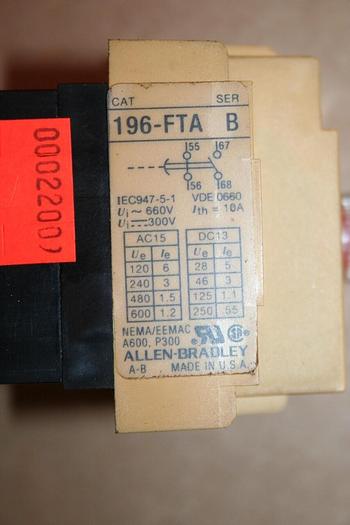 CAT SER
196-FTA B
55 67
56 68
IEC947-5-1 VDE 0660
Ui ~ 660V Ith = 10A
Ui ⎓ 300V
AC15 DC13
Ue Ie Ue Ie
120 6 28 5
240 3 46 3
480 1.5 125 1.1
600 1.2 250 .55
NEMA/EEMAC
A600, P300
ALLEN-BRADLEY
A-B MADE IN U.S.A.